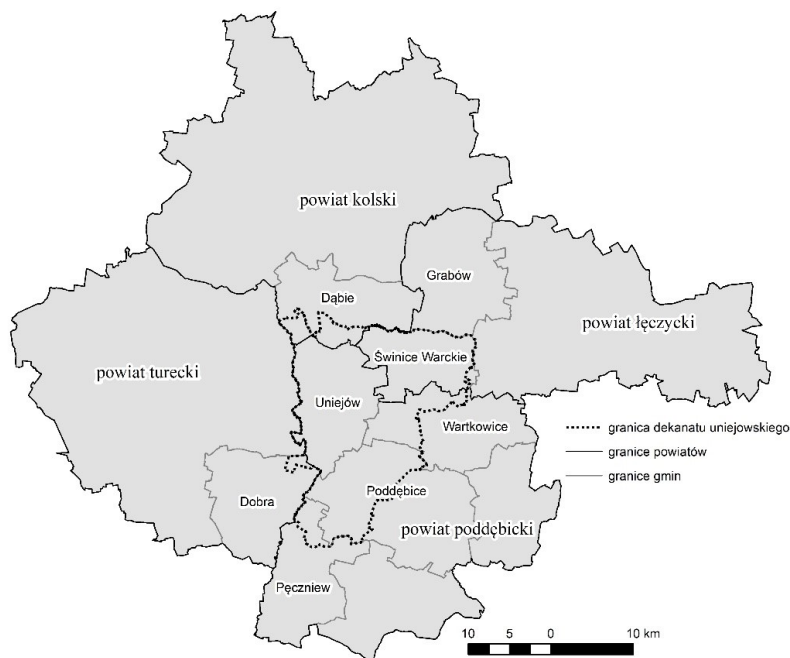 powiat kolski
Grabów
Dąbie
powiat łęczycki
Świnice Warckie
powiat turecki
Uniejów
Wartkowice
granica dekanatu uniejowskiego
granice powiatów
granice gmin
Poddębice
Dobra
powiat poddębicki
Pęczniew
10 5 0 10 km